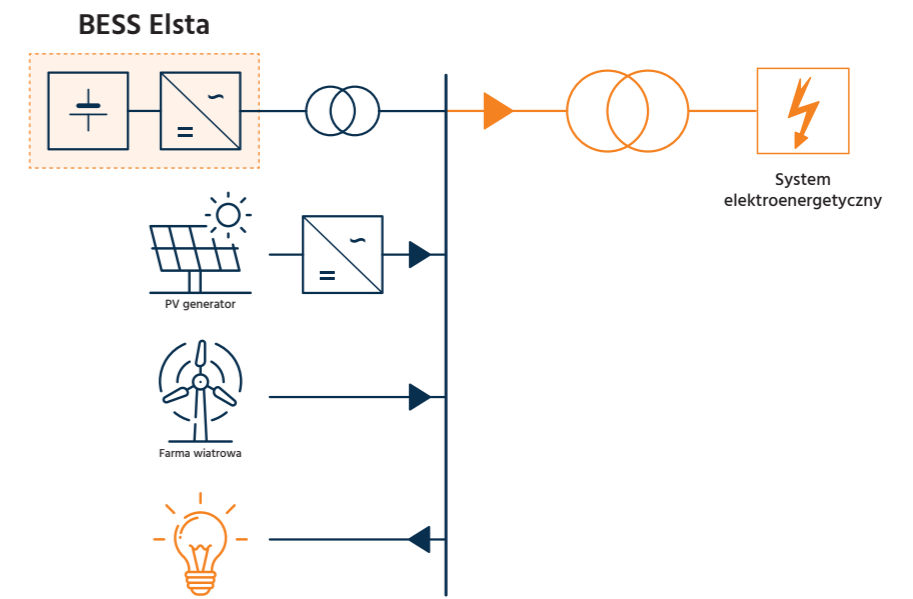 BESS Elsta
System
elektroenergetyczny
PV generator
Farma wiatrowa